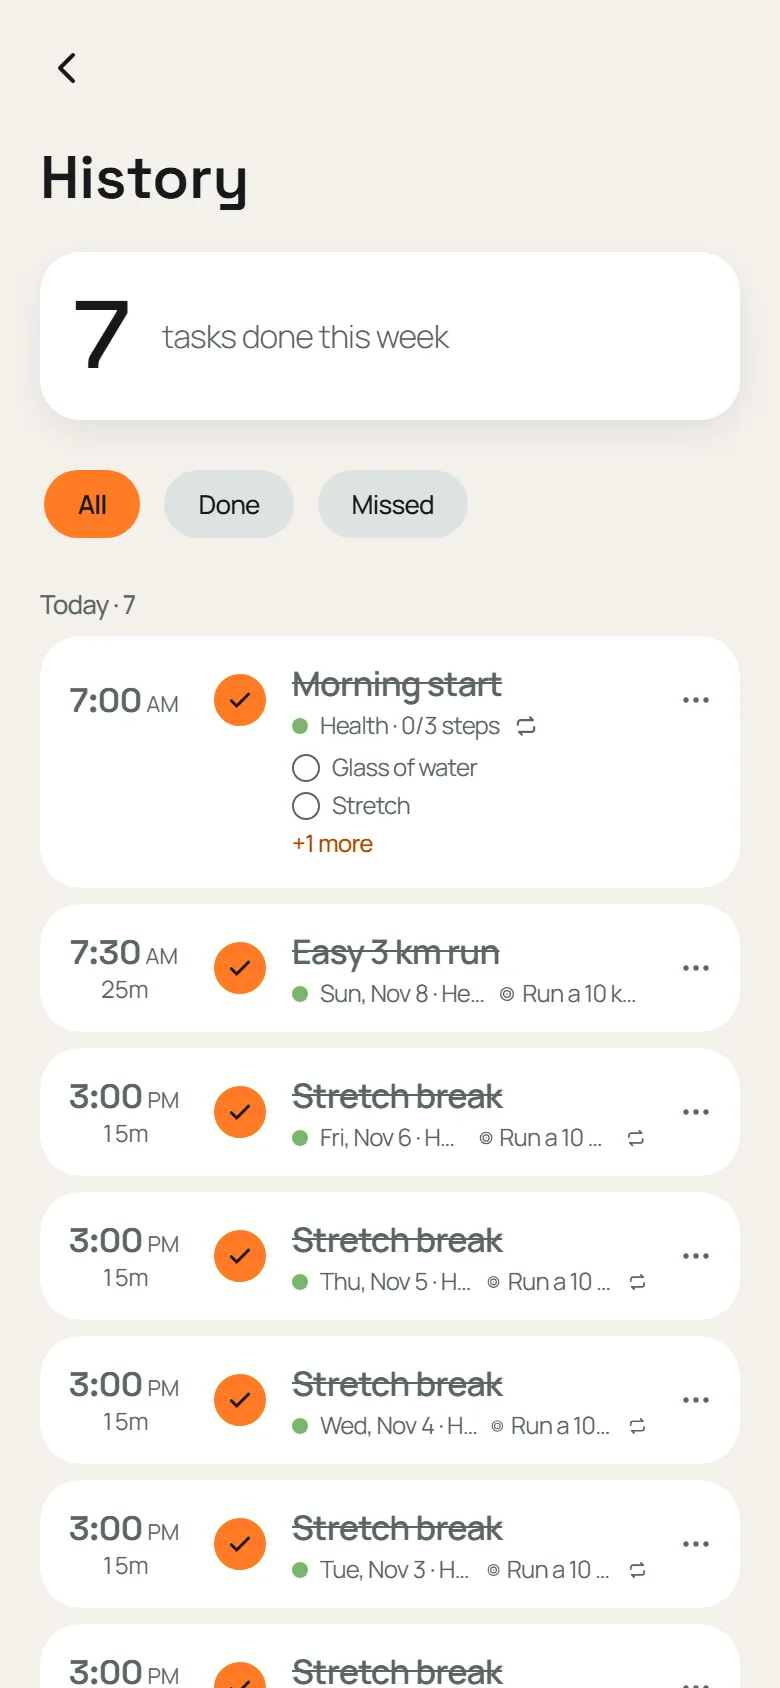 History
7 tasks done this week
All Done Missed
Today · 7
7:00 AM
Morning start
Health · 0/3 steps
Glass of water
Stretch
+1 more
7:30 AM
25m
Easy 3 km run
Sun, Nov 8 · He... Run a 10 k...
3:00 PM
15m
Stretch break
Fri, Nov 6 · H... Run a 10 ...
3:00 PM
15m
Stretch break
Thu, Nov 5 · H... Run a 10 ...
3:00 PM
15m
Stretch break
Wed, Nov 4 · H... Run a 10...
3:00 PM
15m
Stretch break
Tue, Nov 3 · H... Run a 10 ...
3:00 PM
Stretch break